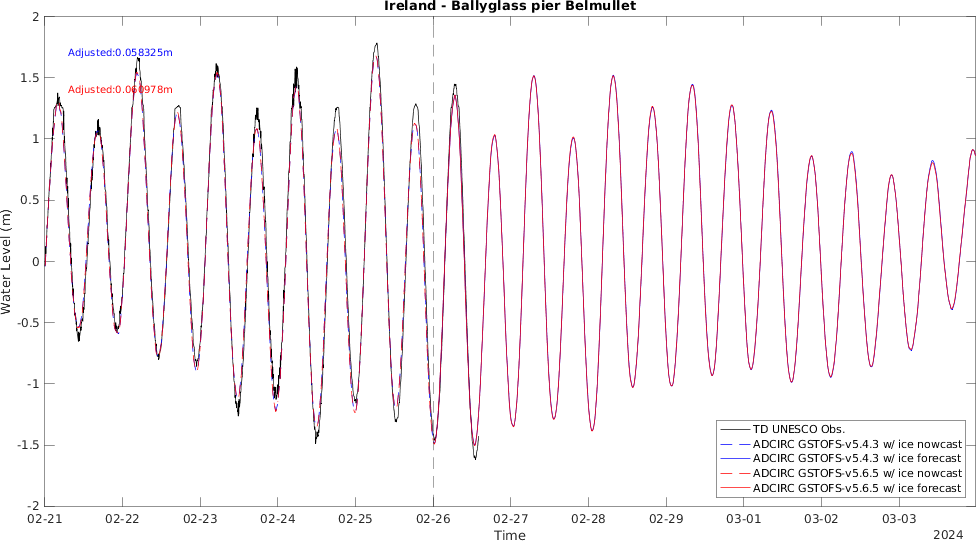 Ireland - Ballyglass pier Belmullet
Adjusted:0.058325m
Adjusted:0.060978m
Water Level (m)
2
1.5
1
0.5
0
-0.5
-1
-1.5
-2
TD UNESCO Obs.
ADCIRC GSTOFS-v5.4.3 w/ ice nowcast
ADCIRC GSTOFS-v5.4.3 w/ ice forecast
ADCIRC GSTOFS-v5.6.5 w/ ice nowcast
ADCIRC GSTOFS-v5.6.5 w/ ice forecast
02-21 02-22 02-23 02-24 02-25 02-26 02-27 02-28 02-29 03-01 03-02 03-03
Time
2024